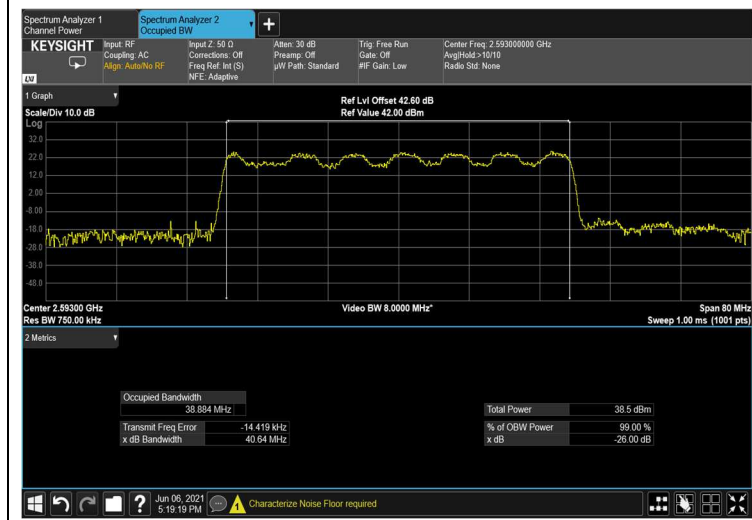 Spectrum Analyzer 1
Channel Power
Spectrum Analyzer 2
Occupied BW
KEYSIGHT
LXI
Input: RF
Coupling: AC
Align: Auto/No RF
Input Z: 50 Ω
Corrections: Off
Freq Ref: Int (S)
NFE: Adaptive
Atten: 30 dB
Preamp: Off
µW Path: Standard
Trig: Free Run
Gate: Off
#IF Gain: Low
Center Freq: 2.593000000 GHz
Avg|Hold:>10/10
Radio Std: None
1 Graph
Scale/Div 10.0 dB
Ref Lvl Offset 42.60 dB
Ref Value 42.00 dBm
Log
32.0
22.0
12.0
2.00
-8.00
-18.0
-28.0
-38.0
-48.0
Center 2.59300 GHz
Res BW 750.00 kHz
Video BW 8.0000 MHz*
Span 80 MHz
Sweep 1.00 ms (1001 pts)
2 Metrics
Occupied Bandwidth
38.884 MHz
Transmit Freq Error -14.419 kHz
x dB Bandwidth 40.64 MHz
Total Power 38.5 dBm
% of OBW Power 99.00 %
x dB -26.00 dB
?
Jun 06, 2021
5:19:19 PM
1
Characterize Noise Floor required